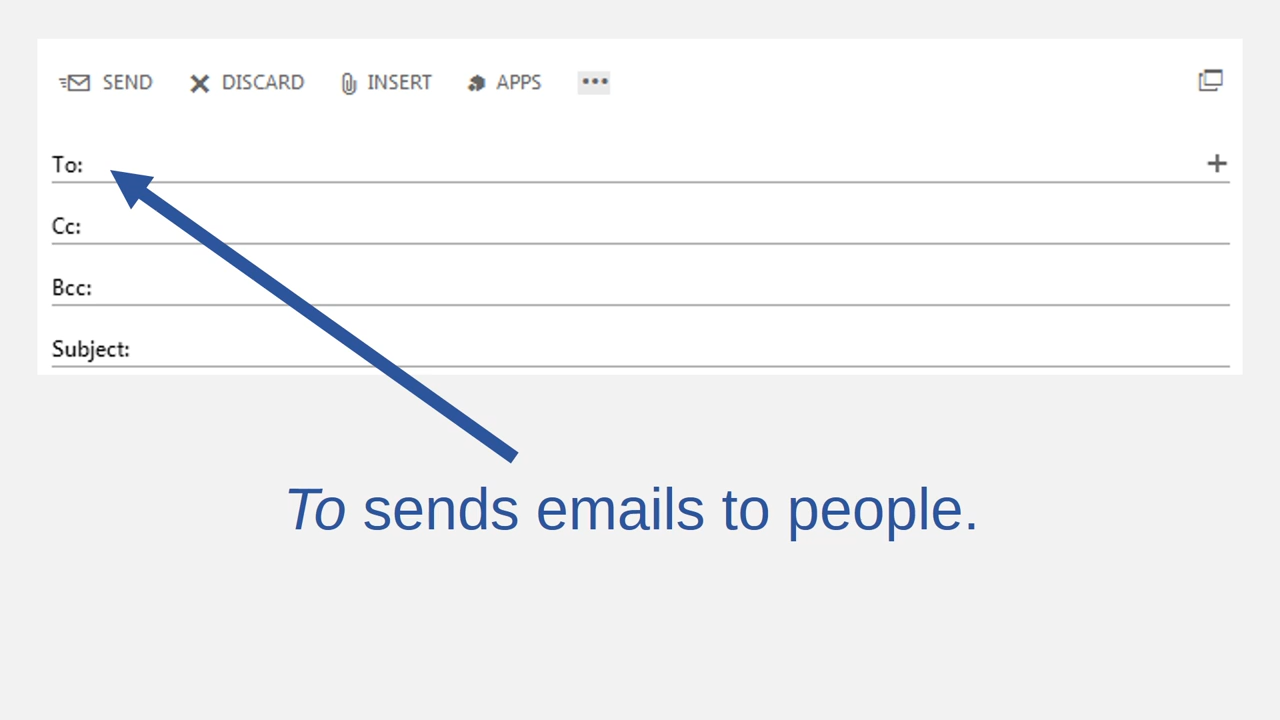 SEND DISCARD INSERT APPS •••
To: +
Cc:
Bcc:
Subject:
To sends emails to people.